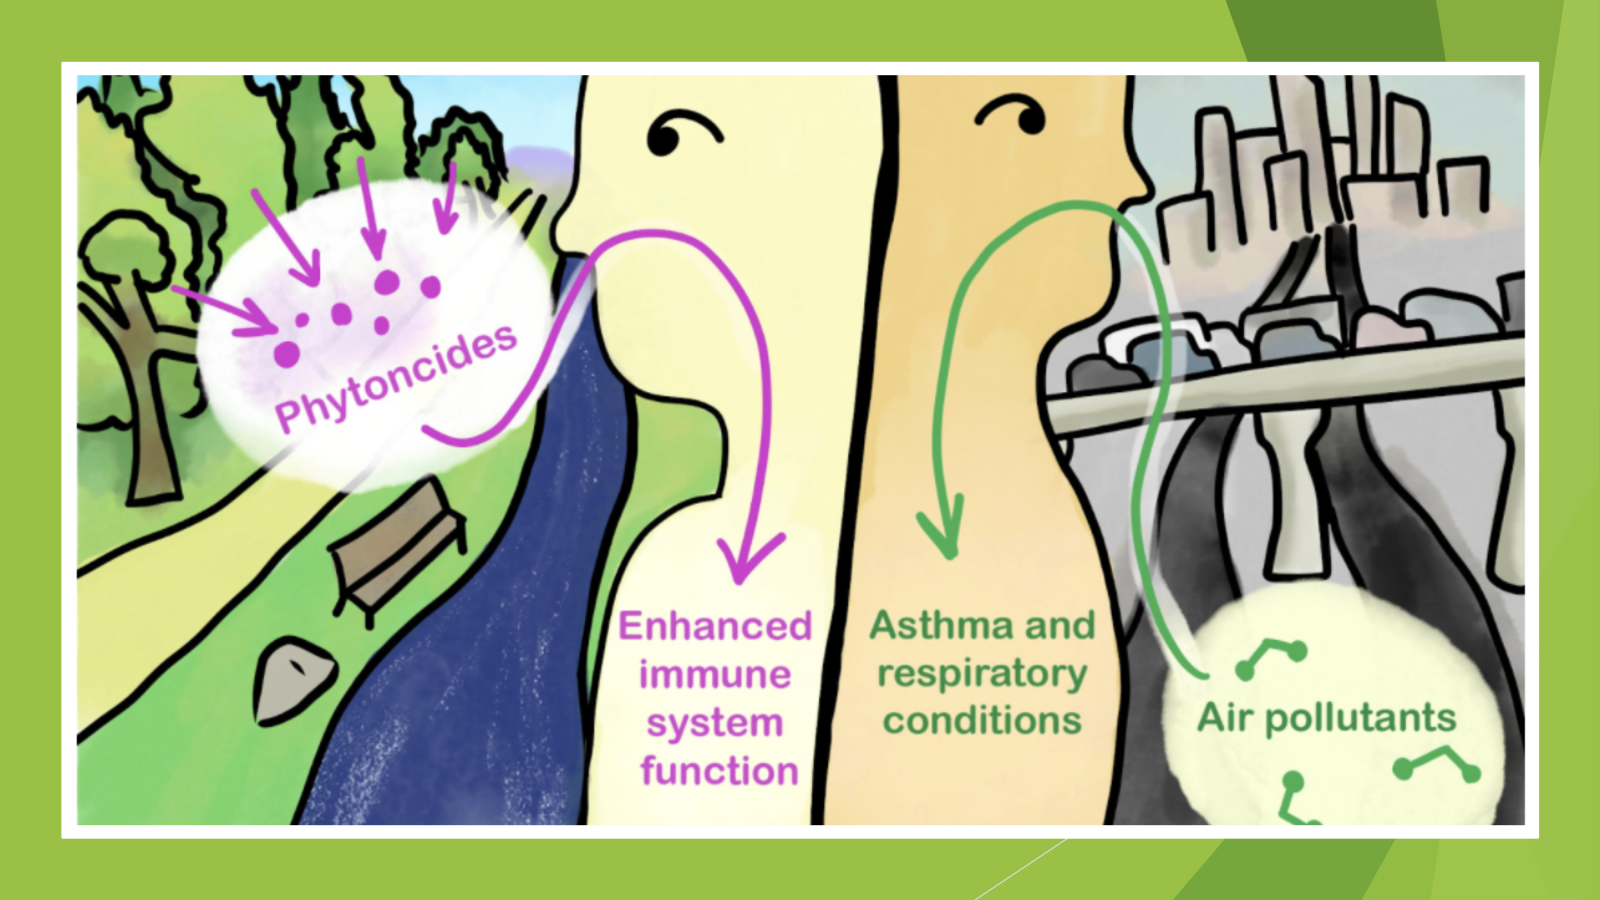 Phytoncides
Enhanced
immune
system
function
Asthma and
respiratory
conditions
Air pollutants